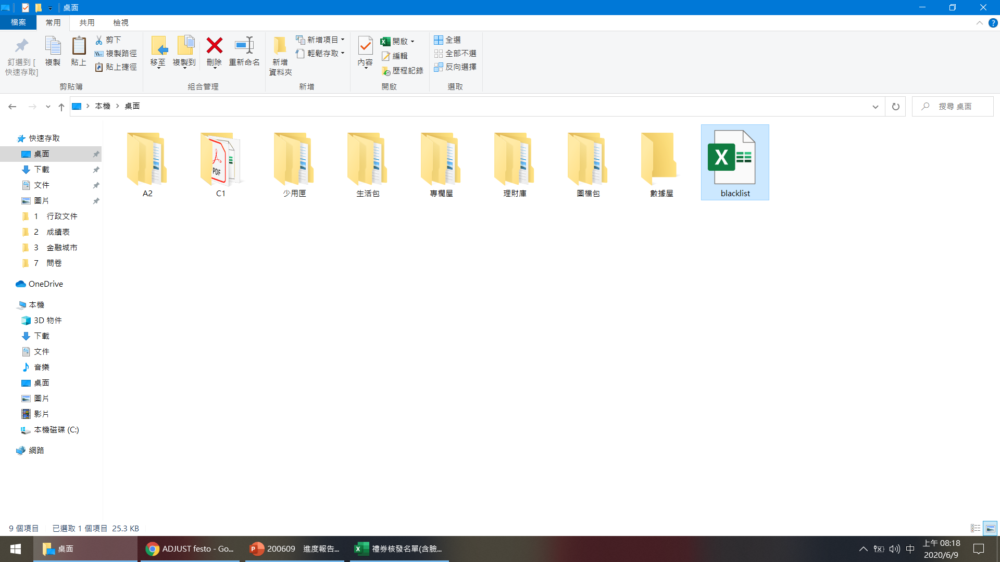 桌面
檔案
常用
共用
檢視
釘選到 [
快速存取]
複製
貼上
剪下
複製路徑
貼上捷徑
剪貼簿
移至
複製到
刪除
重新命名
組合管理
新增
資料夾
新增項目
輕鬆存取
新增
內容
開啟
編輯
歷程記錄
開啟
全選
全部不選
反向選擇
選取
本機
桌面
搜尋 桌面
快速存取
桌面
下載
文件
圖片
1 行政文件
2 成績表
3 金融城市
7 問卷
OneDrive
本機
3D 物件
下載
文件
音樂
桌面
圖片
影片
本機磁碟 (C:)
網路
A2
PDF
C1
少用匣
生活包
專欄屋
理財庫
圖檔包
數據屋
X
blacklist
9 個項目
已選取 1 個項目 25.3 KB
桌面
ADJUST festo - Go...
200609 進度報告...
禮券核發名單(含臉...
中
上午 08:18
2020/6/9